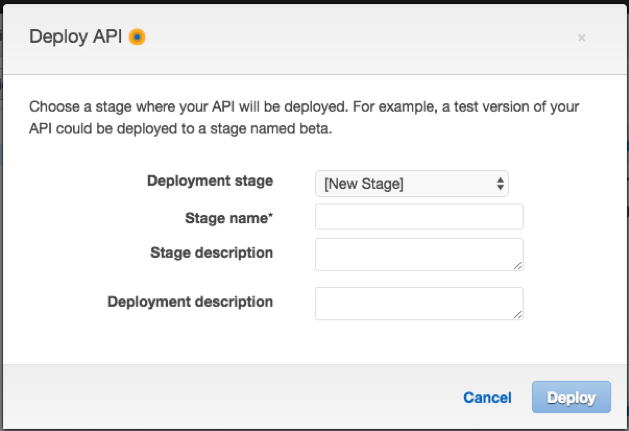 Deploy API
×
Choose a stage where your API will be deployed. For example, a test version of your
API could be deployed to a stage named beta.
Deployment stage [New Stage]
Stage name*
Stage description
Deployment description
Cancel Deploy